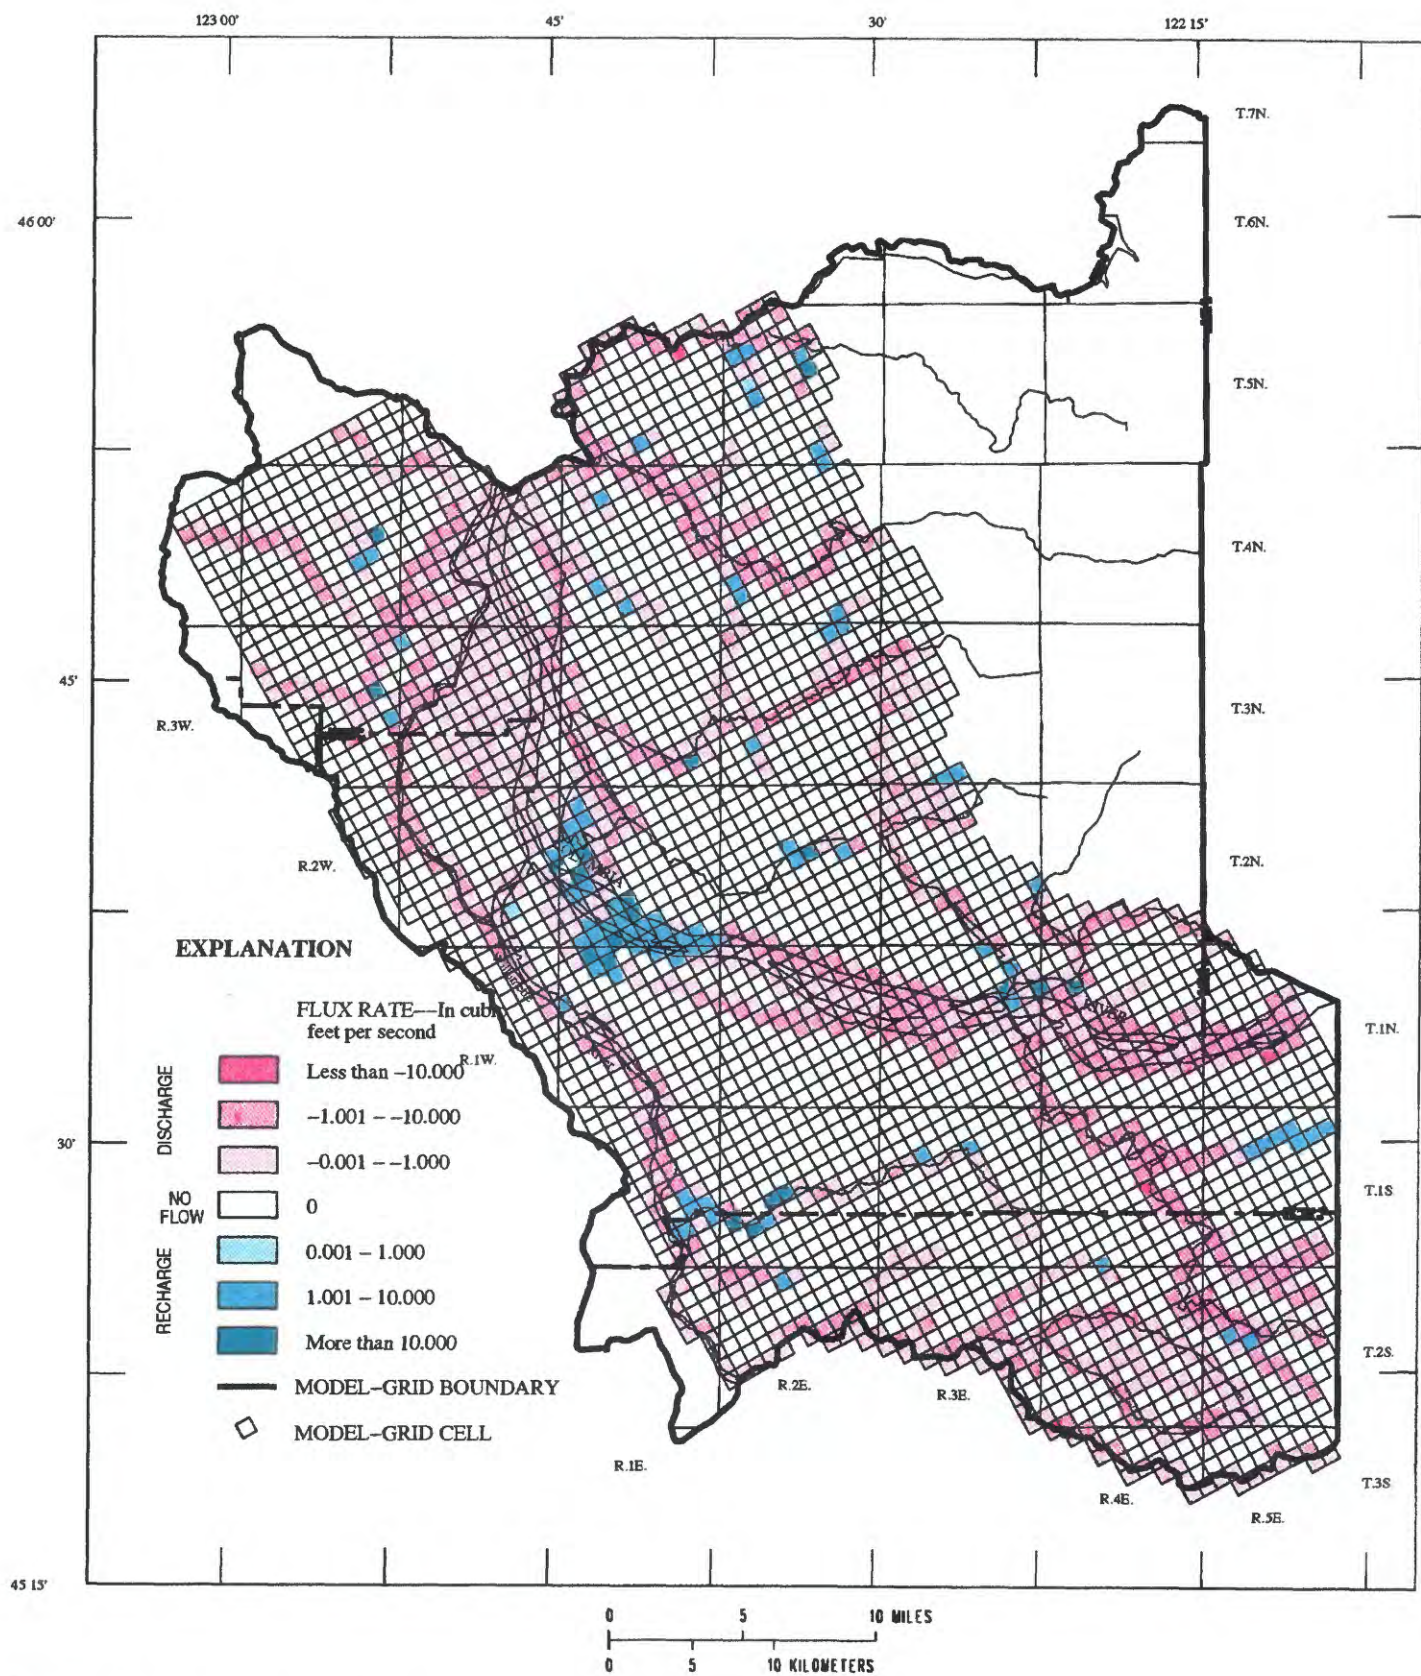 123 00'
45'
30'
122 15'
T.7N.
46 00'
T.6N.
T.5N.
T.4N.
45'
R.3W.
T.3N.
R.2W.
COLUMBIA
T.2N.
EXPLANATION
FLUX RATE—In cubi
feet per second
RIVER
T.1N.
R.1W.
DISCHARGE
Less than −10.000
−1.001 − −10.000
−0.001 − −1.000
30'
NO
FLOW
0
T.1S
RECHARGE
0.001 − 1.000
1.001 − 10.000
More than 10.000
T.2S.
MODEL−GRID BOUNDARY
R.2E.
R.3E.
MODEL−GRID CELL
R.1E.
T.3S
R.4E.
R.5E.
45 15'
0 5 10 MILES
0 5 10 KILOMETERS